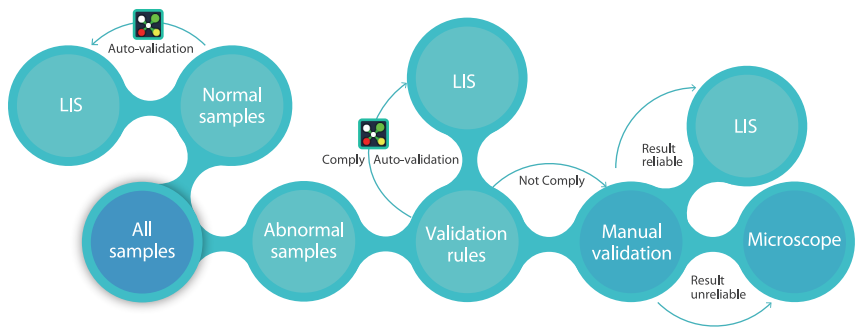 Auto-validation
LIS
Normal
samples
LIS
LIS
Comply
Auto-validation
Not Comply
Result
reliable
All
samples
Abnormal
samples
Validation
rules
Manual
validation
Microscope
Result
unreliable